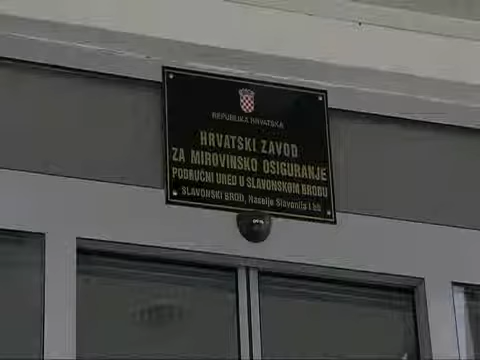 REPUBLIKA HRVATSKA
HRVATSKI ZAVOD
ZA MIROVINSKO OSIGURANJE
PODRUČNI URED U SLAVONSKOM BRODU
SLAVONSKI BROD, Naselje Slavonija I bb